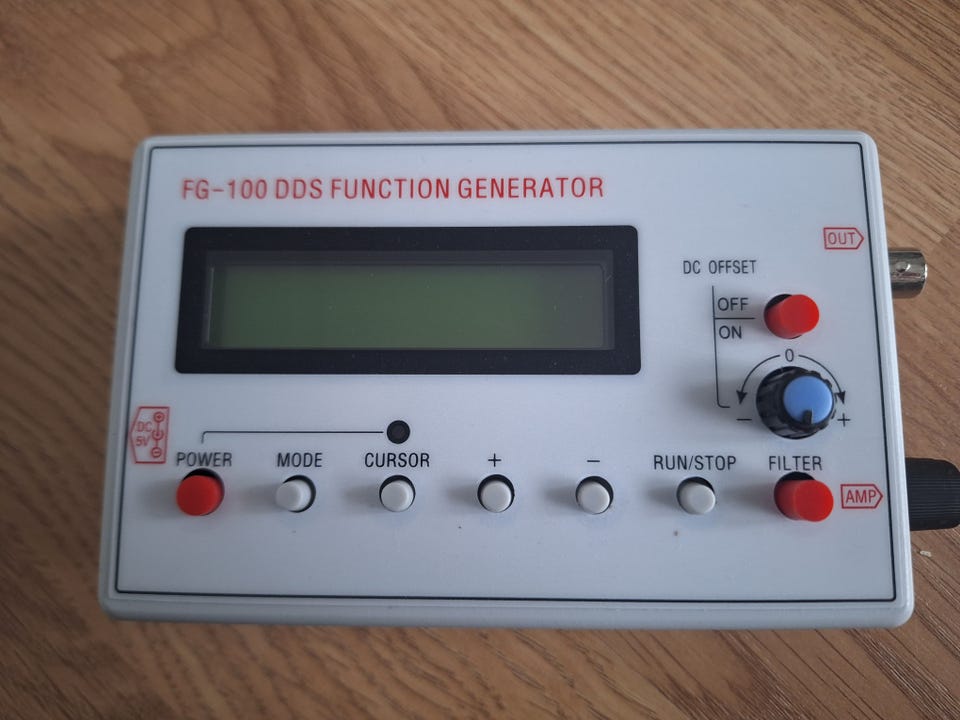 FG-100 DDS FUNCTION GENERATOR
OUT
DC OFFSET
OFF
ON
0
- +
DC
5V
POWER MODE CURSOR + - RUN/STOP FILTER
AMP